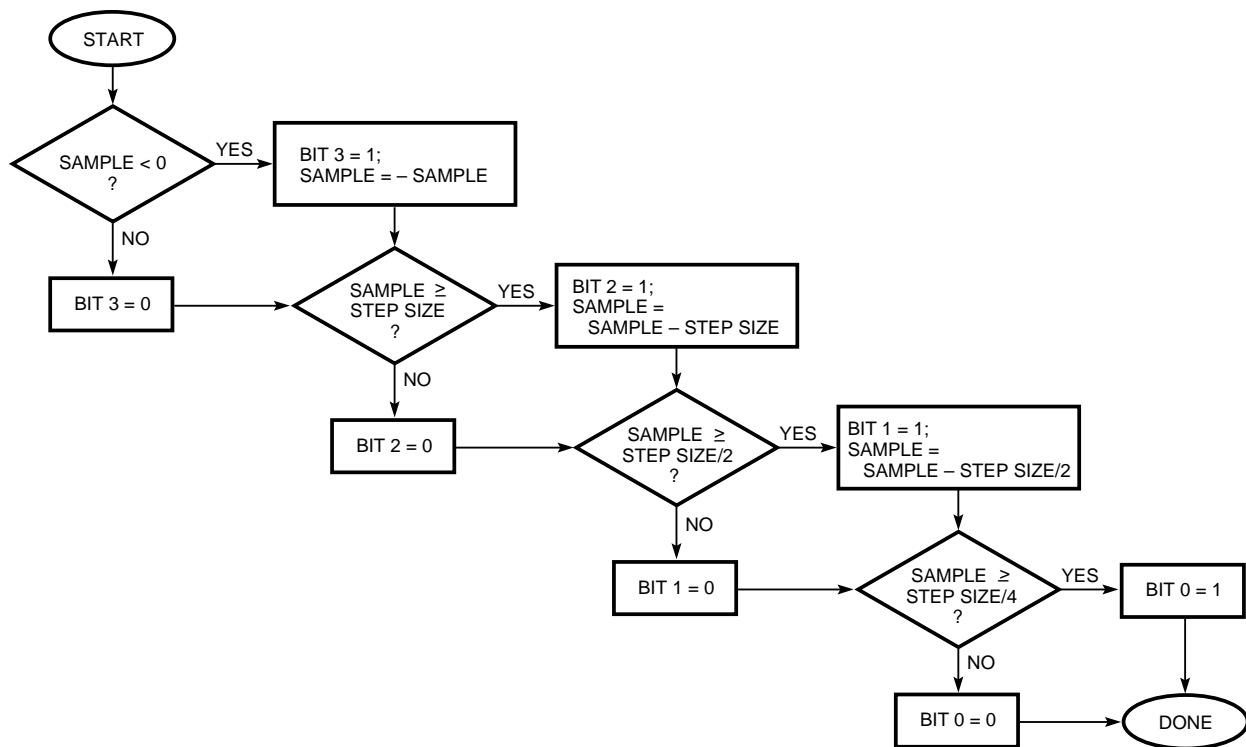 START
SAMPLE < 0
?
YES
BIT 3 = 1;
SAMPLE = – SAMPLE
NO
BIT 3 = 0
SAMPLE ≥
STEP SIZE
?
YES
BIT 2 = 1;
SAMPLE =
SAMPLE – STEP SIZE
NO
BIT 2 = 0
SAMPLE ≥
STEP SIZE/2
?
YES
BIT 1 = 1;
SAMPLE =
SAMPLE – STEP SIZE/2
NO
BIT 1 = 0
SAMPLE ≥
STEP SIZE/4
?
YES
BIT 0 = 1
NO
BIT 0 = 0
DONE